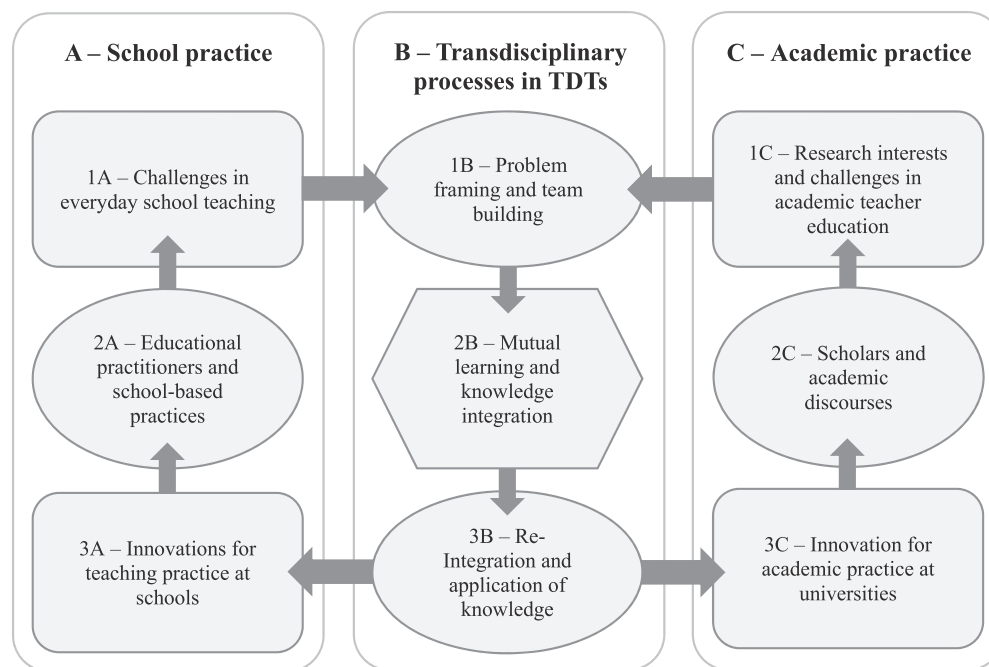 A – School practice
B – Transdisciplinary
processes in TDTs
C – Academic practice
1A – Challenges in
everyday school teaching
1B – Problem
framing and team
building
1C – Research interests
and challenges in
academic teacher
education
2A – Educational
practitioners and
school-based
practices
2B – Mutual
learning and
knowledge
integration
2C – Scholars and
academic
discourses
3A – Innovations for
teaching practice at
schools
3B – Re-
Integration and
application of
knowledge
3C – Innovation for
academic practice at
universities